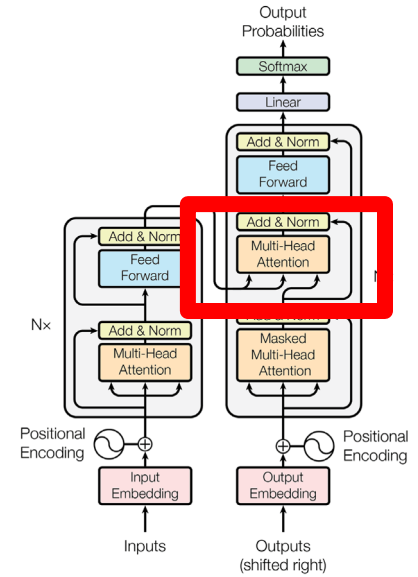 Output
Probabilities
Softmax
Linear
Add & Norm
Feed
Forward
Add & Norm
Multi-Head
Attention
Add & Norm
Masked
Multi-Head
Attention
Add & Norm
Feed
Forward
N×
Add & Norm
Multi-Head
Attention
Positional
Encoding
Positional
Encoding
Input
Embedding
Output
Embedding
Inputs
Outputs
(shifted right)